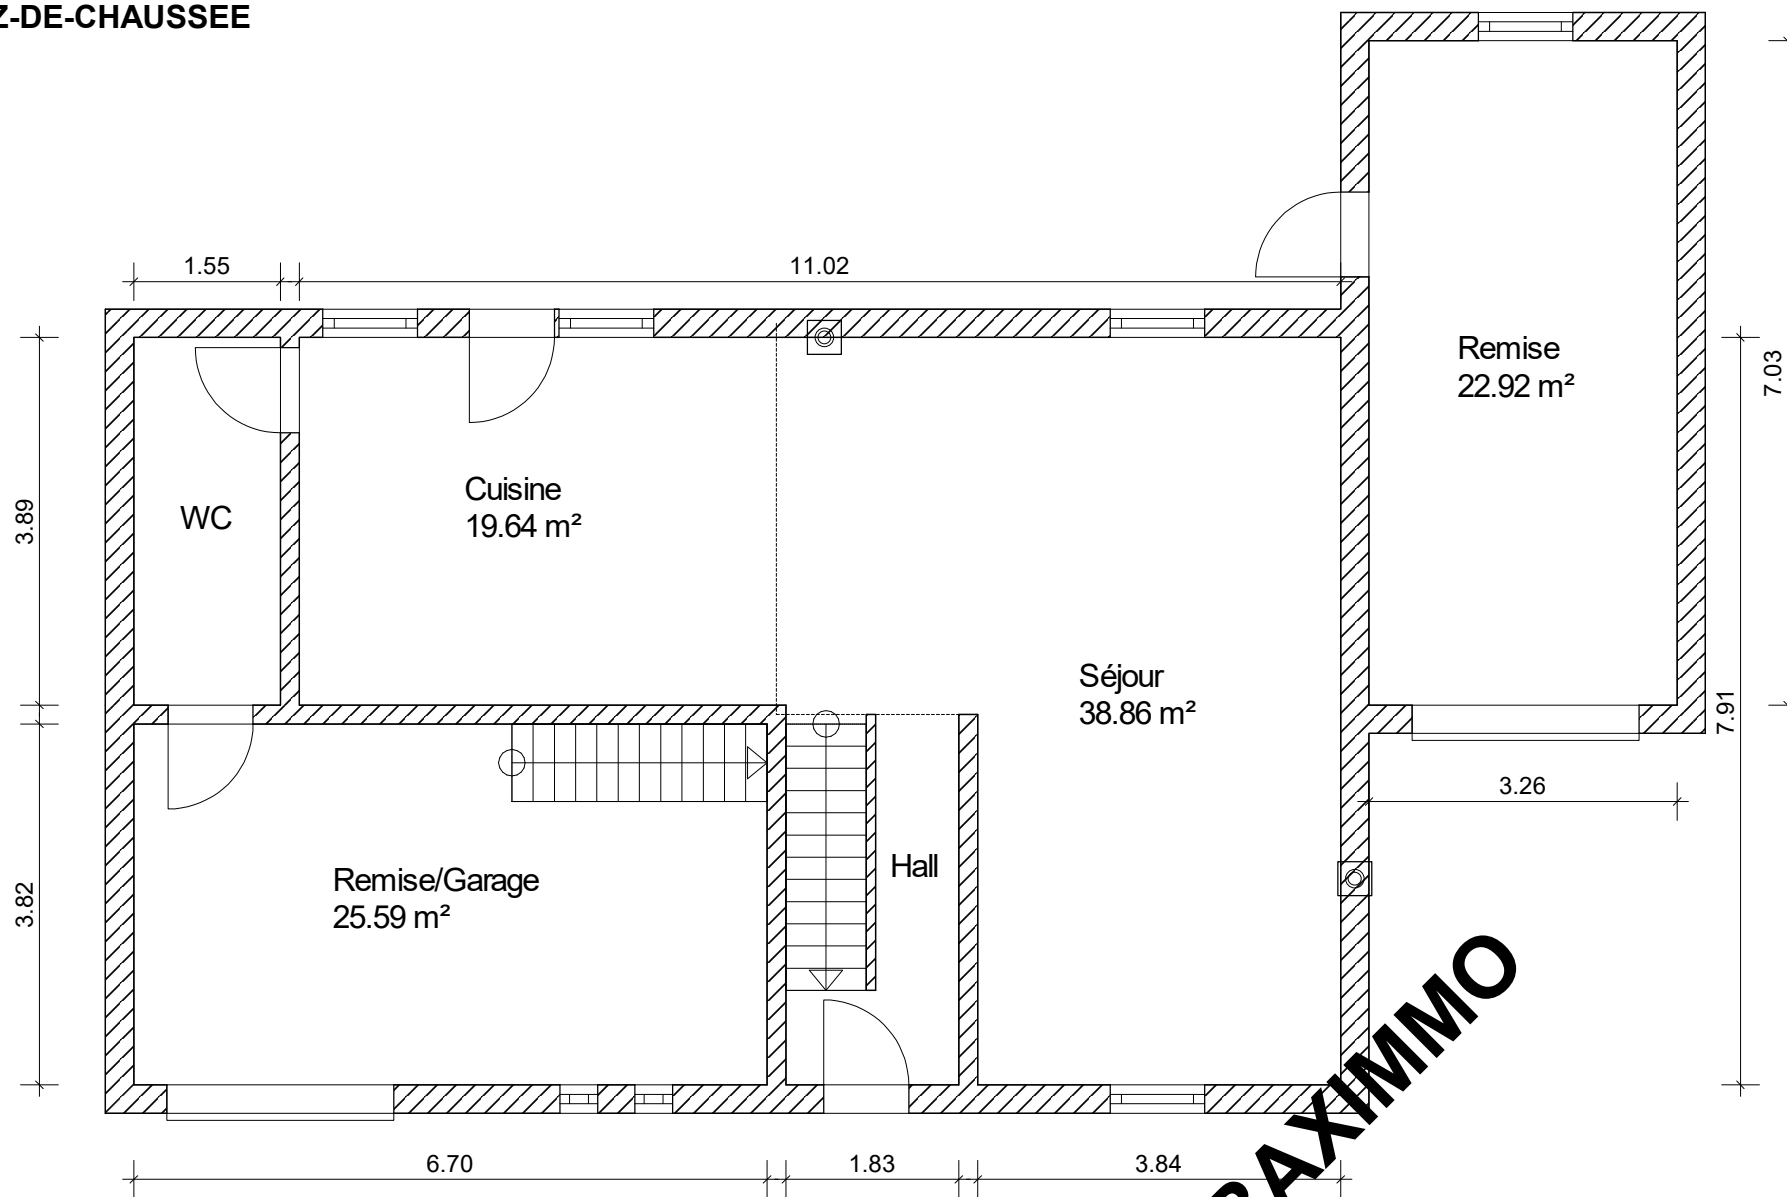 Z-DE-CHAUSSEE
1.55
11.02
Remise
22.92 m²
7.03
3.89
WC
Cuisine
19.64 m²
Séjour
38.86 m²
7.91
3.26
3.82
Remise/Garage
25.59 m²
Hall
6.70
1.83
3.84
RAXIMMO